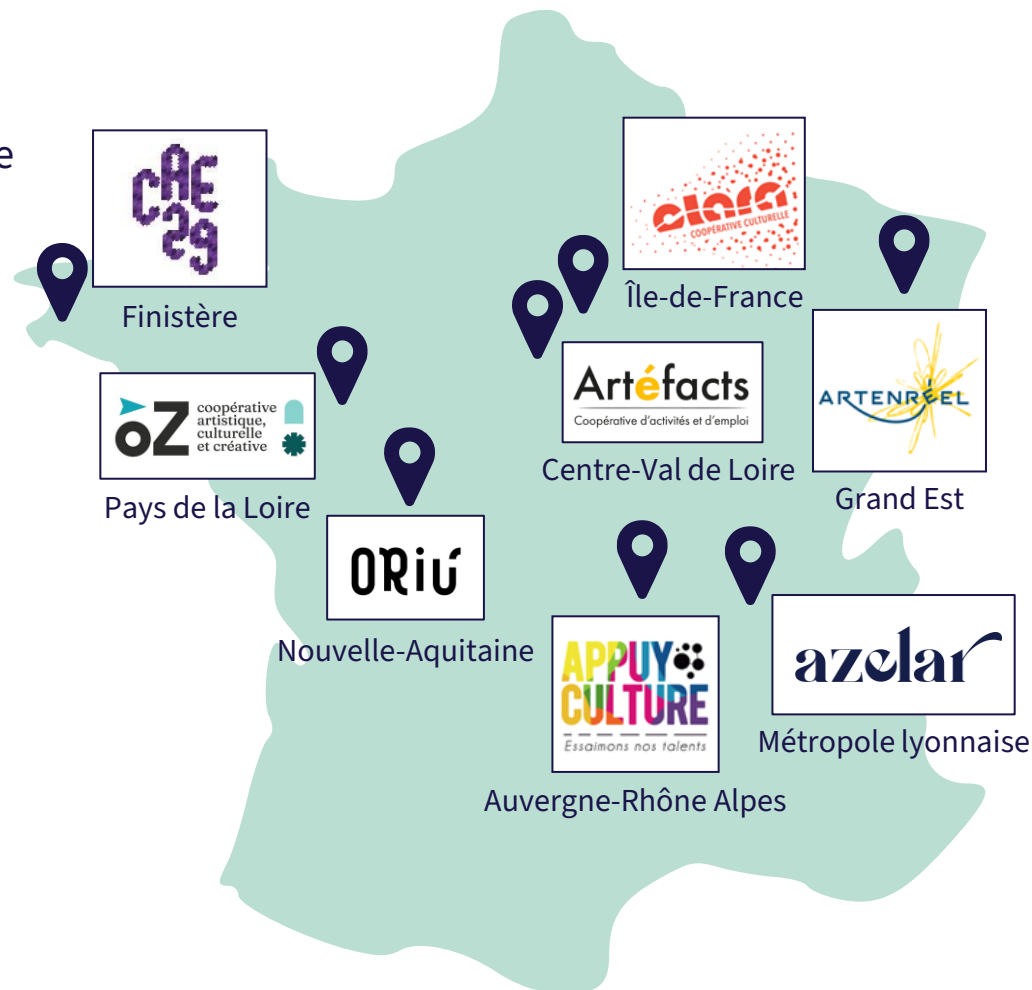 e
CAE
29
Finistère
clara
COOPÉRATIVE CULTURELLE
Île-de-France
òZ
coopérative
artistique,
culturelle
et créative
Pays de la Loire
Artéfacts
Coopérative d'activités et d'emploi
Centre-Val de Loire
ARTENRÉEL
Grand Est
ORiú
Nouvelle-Aquitaine
APPUY
CULTURE
Essaimons nos talents
Auvergne-Rhône Alpes
azelar
Métropole lyonnaise